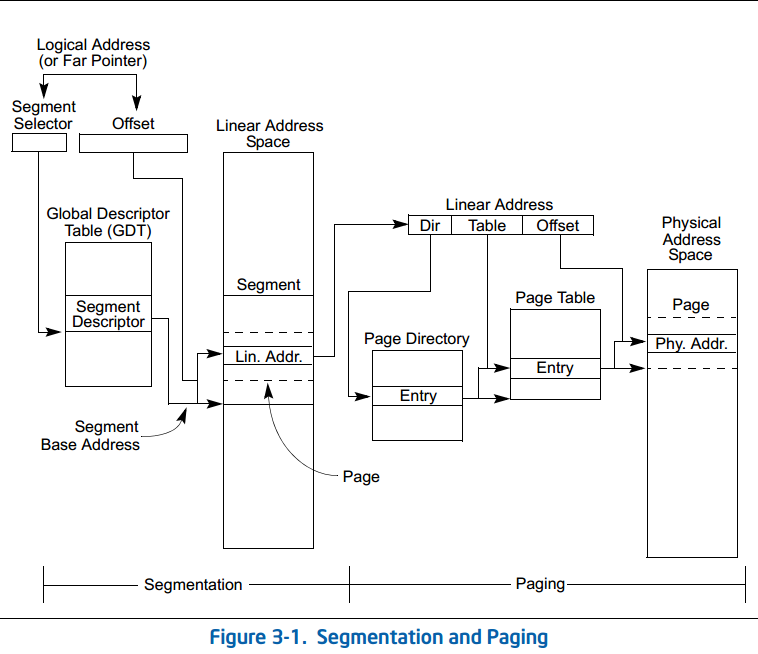 Logical Address
(or Far Pointer)
Segment
Selector
Offset
Linear Address
Space
Global Descriptor
Table (GDT)
Segment
Descriptor
Segment
Lin. Addr.
Segment
Base Address
Page
Linear Address
Dir
Table
Offset
Page Directory
Entry
Page Table
Entry
Physical
Address
Space
Page
Phy. Addr.
Segmentation
Paging
Figure 3-1. Segmentation and Paging